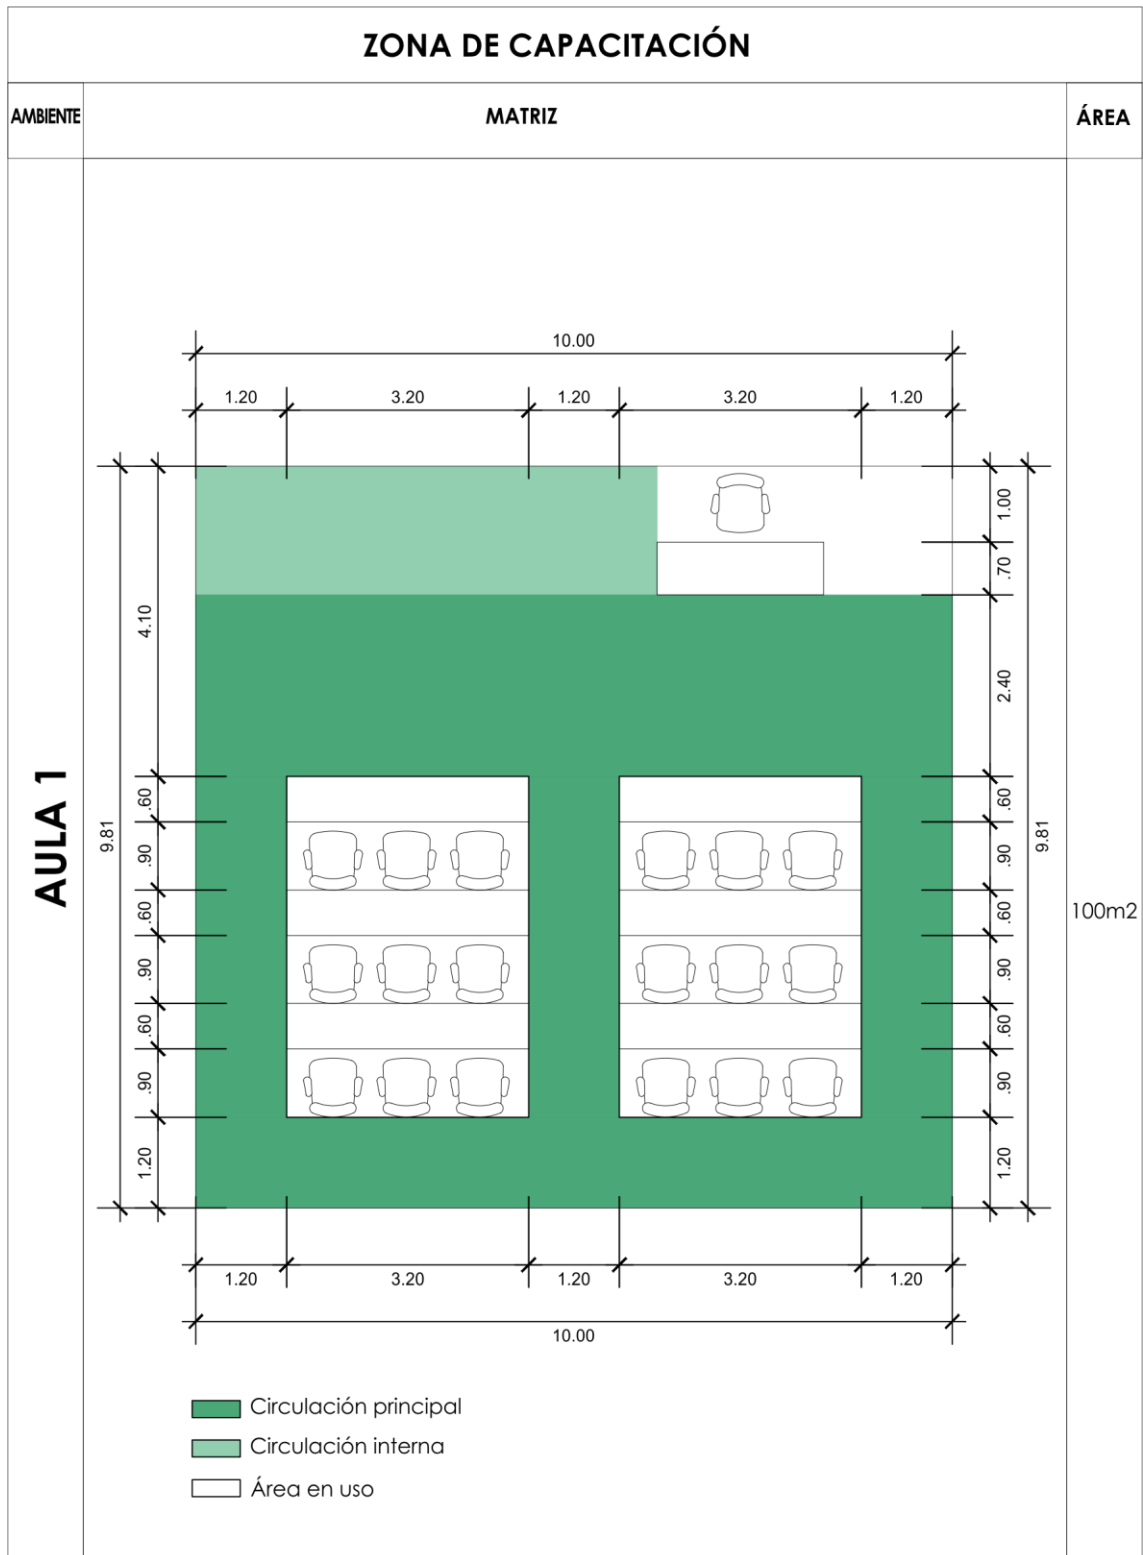 ZONA DE CAPACITACIÓN
AMBIENTE
MATRIZ
ÁREA
10.00
1.20 3.20 1.20 3.20 1.20
AULA 1
9.81
4.10
.60
.90
.60
.90
.60
.90
1.20
1.00
.70
2.40
.60
.90
.60
.90
.60
.90
1.20
9.81
100m2
1.20 3.20 1.20 3.20 1.20
10.00
Circulación principal
Circulación interna
Área en uso